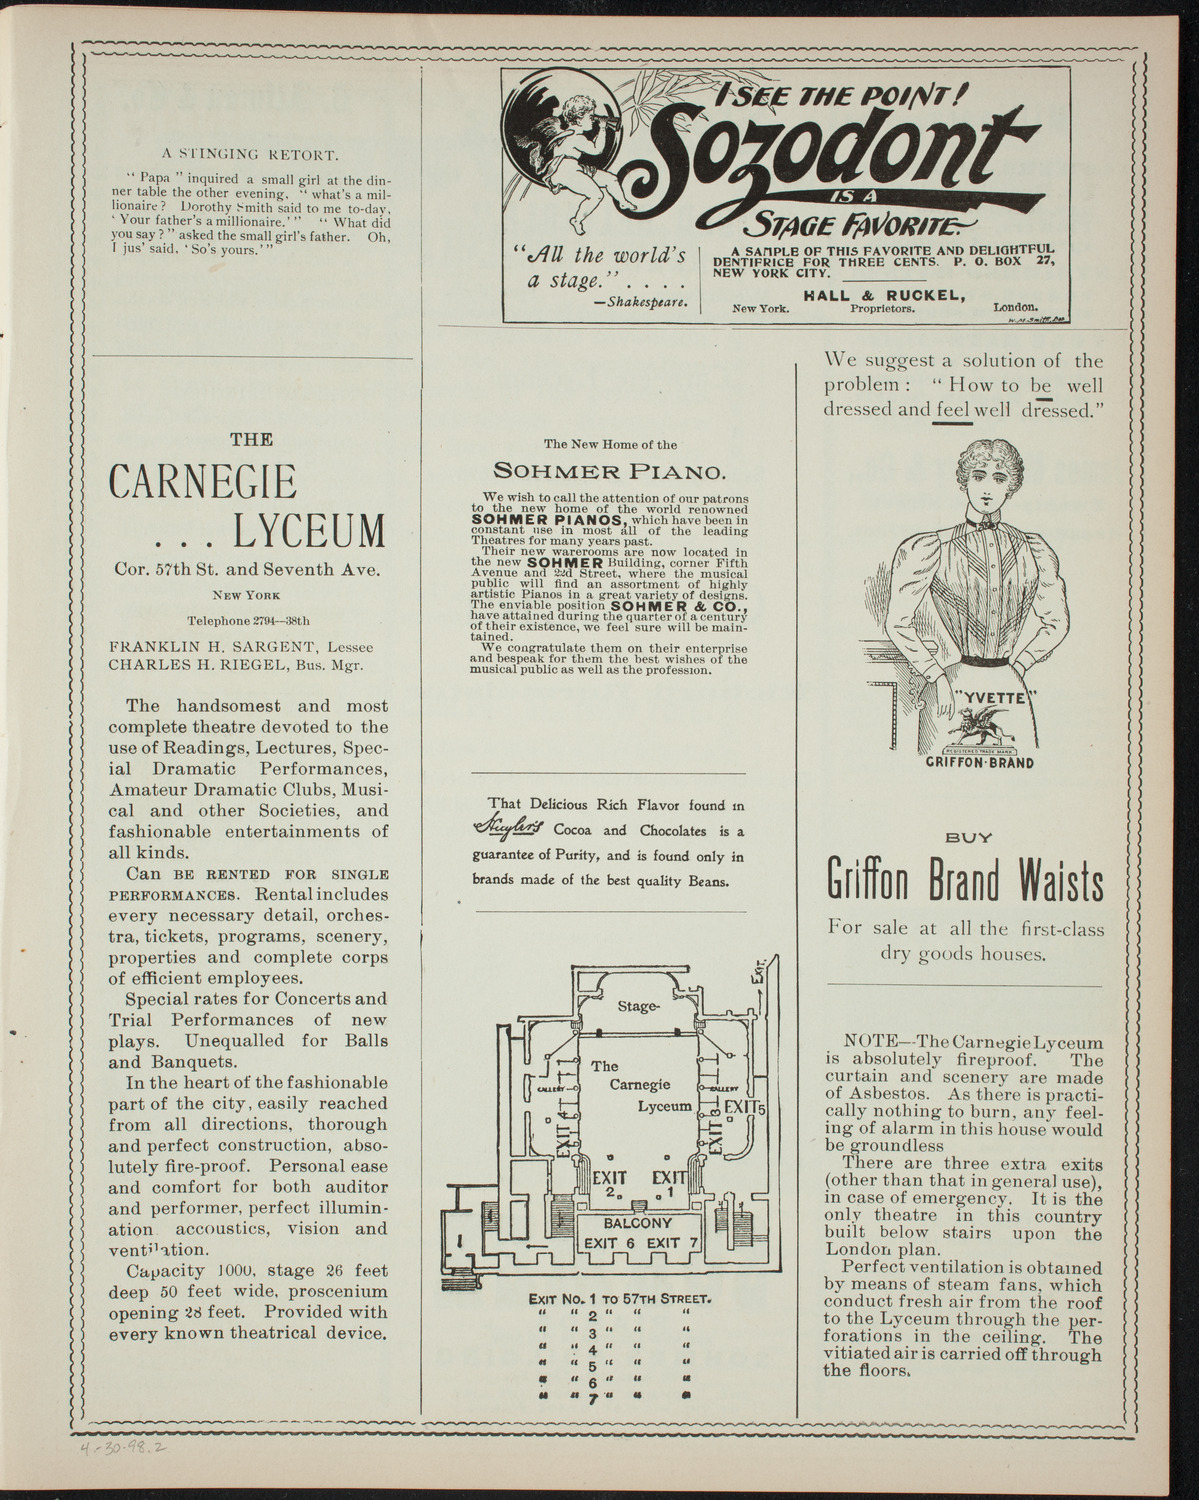 A STINGING RETORT.
“ Papa ” inquired a small girl at the din-
ner table the other evening, “ what's a mil-
lionaire ? Dorothy Smith said to me to-day,
‘ Your father's a millionaire.’ ” “ What did
you say ? ” asked the small girl's father. Oh,
I jus' said, ‘ So's yours.’ ”
I SEE THE POINT!
Sozodont
IS A
STAGE FAVORITE.
“All the world's
a stage.” . . . .
—Shakespeare.
A SAMPLE OF THIS FAVORITE AND DELIGHTFUL
DENTIFRICE FOR THREE CENTS. P. O. BOX 27,
NEW YORK CITY.
HALL & RUCKEL,
New York. Proprietors. London.
THE
CARNEGIE
. . . LYCEUM
Cor. 57th St. and Seventh Ave.
NEW YORK
Telephone 2794--38th
FRANKLIN H. SARGENT, Lessee
CHARLES H. RIEGEL, Bus. Mgr.
The handsomest and most
complete theatre devoted to the
use of Readings, Lectures, Spec-
ial Dramatic Performances,
Amateur Dramatic Clubs, Musi-
cal and other Societies, and
fashionable entertainments of
all kinds.
Can BE RENTED FOR SINGLE
PERFORMANCES. Rental includes
every necessary detail, orches-
tra, tickets, programs, scenery,
properties and complete corps
of efficient employees.
Special rates for Concerts and
Trial Performances of new
plays. Unequalled for Balls
and Banquets.
In the heart of the fashionable
part of the city, easily reached
from all directions, thorough
and perfect construction, abso-
lutely fire-proof. Personal ease
and comfort for both auditor
and performer, perfect illumin-
ation accoustics, vision and
ventilation.
Capacity 1000, stage 26 feet
deep 50 feet wide, proscenium
opening 28 feet. Provided with
every known theatrical device.
The New Home of the
SOHMER PIANO.
We wish to call the attention of our patrons
to the new home of the world renowned
SOHMER PIANOS, which have been in
constant use in most all of the leading
Theatres for many years past.
Their new warerooms are now located in
the new SOHMER Building, corner Fifth
Avenue and 22d Street, where the musical
public will find an assortment of highly
artistic Pianos in a great variety of designs.
The enviable position SOHMER & CO.,
have attained during the quarter of a century
of their existence, we feel sure will be main-
tained.
We congratulate them on their enterprise
and bespeak for them the best wishes of the
musical public as well as the profession.
That Delicious Rich Flavor found in
Huyler's Cocoa and Chocolates is a
guarantee of Purity, and is found only in
brands made of the best quality Beans.
EXIT.
Stage
The
Carnegie
Lyceum
GALLERY
GALLERY
EXIT 4
EXIT 3
EXIT 5
EXIT
2
EXIT
1
BALCONY
EXIT 6 EXIT 7
EXIT NO. 1 TO 57TH STREET.
“ “ 2 “ “ “
“ “ 3 “ “ “
“ “ 4 “ “ “
“ “ 5 “ “ “
“ “ 6 “ “ “
“ “ 7 “ “ “
We suggest a solution of the
problem : “ How to be well
dressed and feel well dressed.”
“YVETTE”
REGISTERED TRADE MARK
GRIFFON·BRAND
BUY
Griffon Brand Waists
For sale at all the first-class
dry goods houses.
NOTE—The Carnegie Lyceum
is absolutely fireproof. The
curtain and scenery are made
of Asbestos. As there is practi-
cally nothing to burn, any feel-
ing of alarm in this house would
be groundless
There are three extra exits
(other than that in general use),
in case of emergency. It is the
only theatre in this country
built below stairs upon the
London plan.
Perfect ventilation is obtained
by means of steam fans, which
conduct fresh air from the roof
to the Lyceum through the per-
forations in the ceiling. The
vitiated air is carried off through
the floors.
4-30-98.2